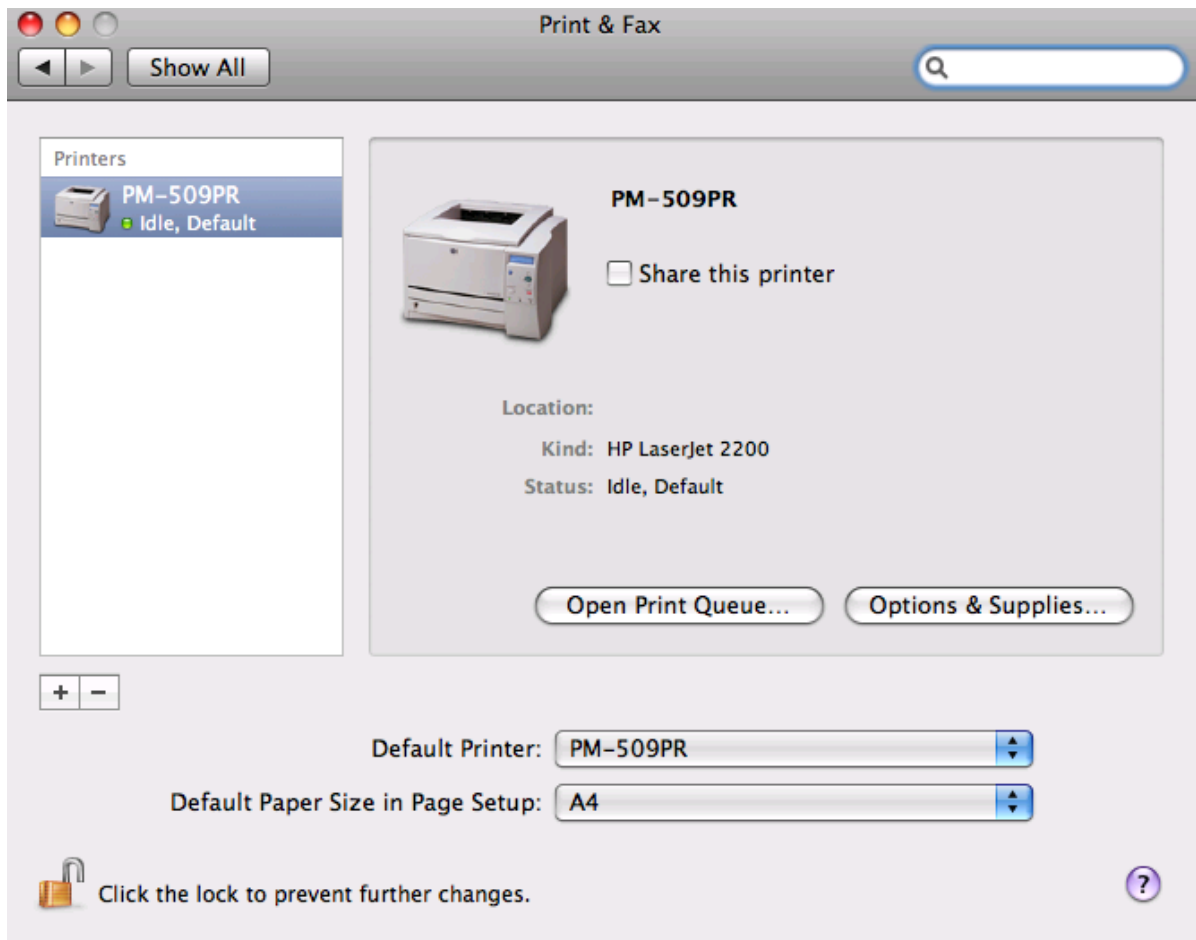 Print & Fax
Show All
Printers
PM-509PR
Idle, Default
PM-509PR
Share this printer
Location:
Kind: HP LaserJet 2200
Status: Idle, Default
Open Print Queue... Options & Supplies...
+ -
Default Printer: PM-509PR
Default Paper Size in Page Setup: A4
Click the lock to prevent further changes.
?